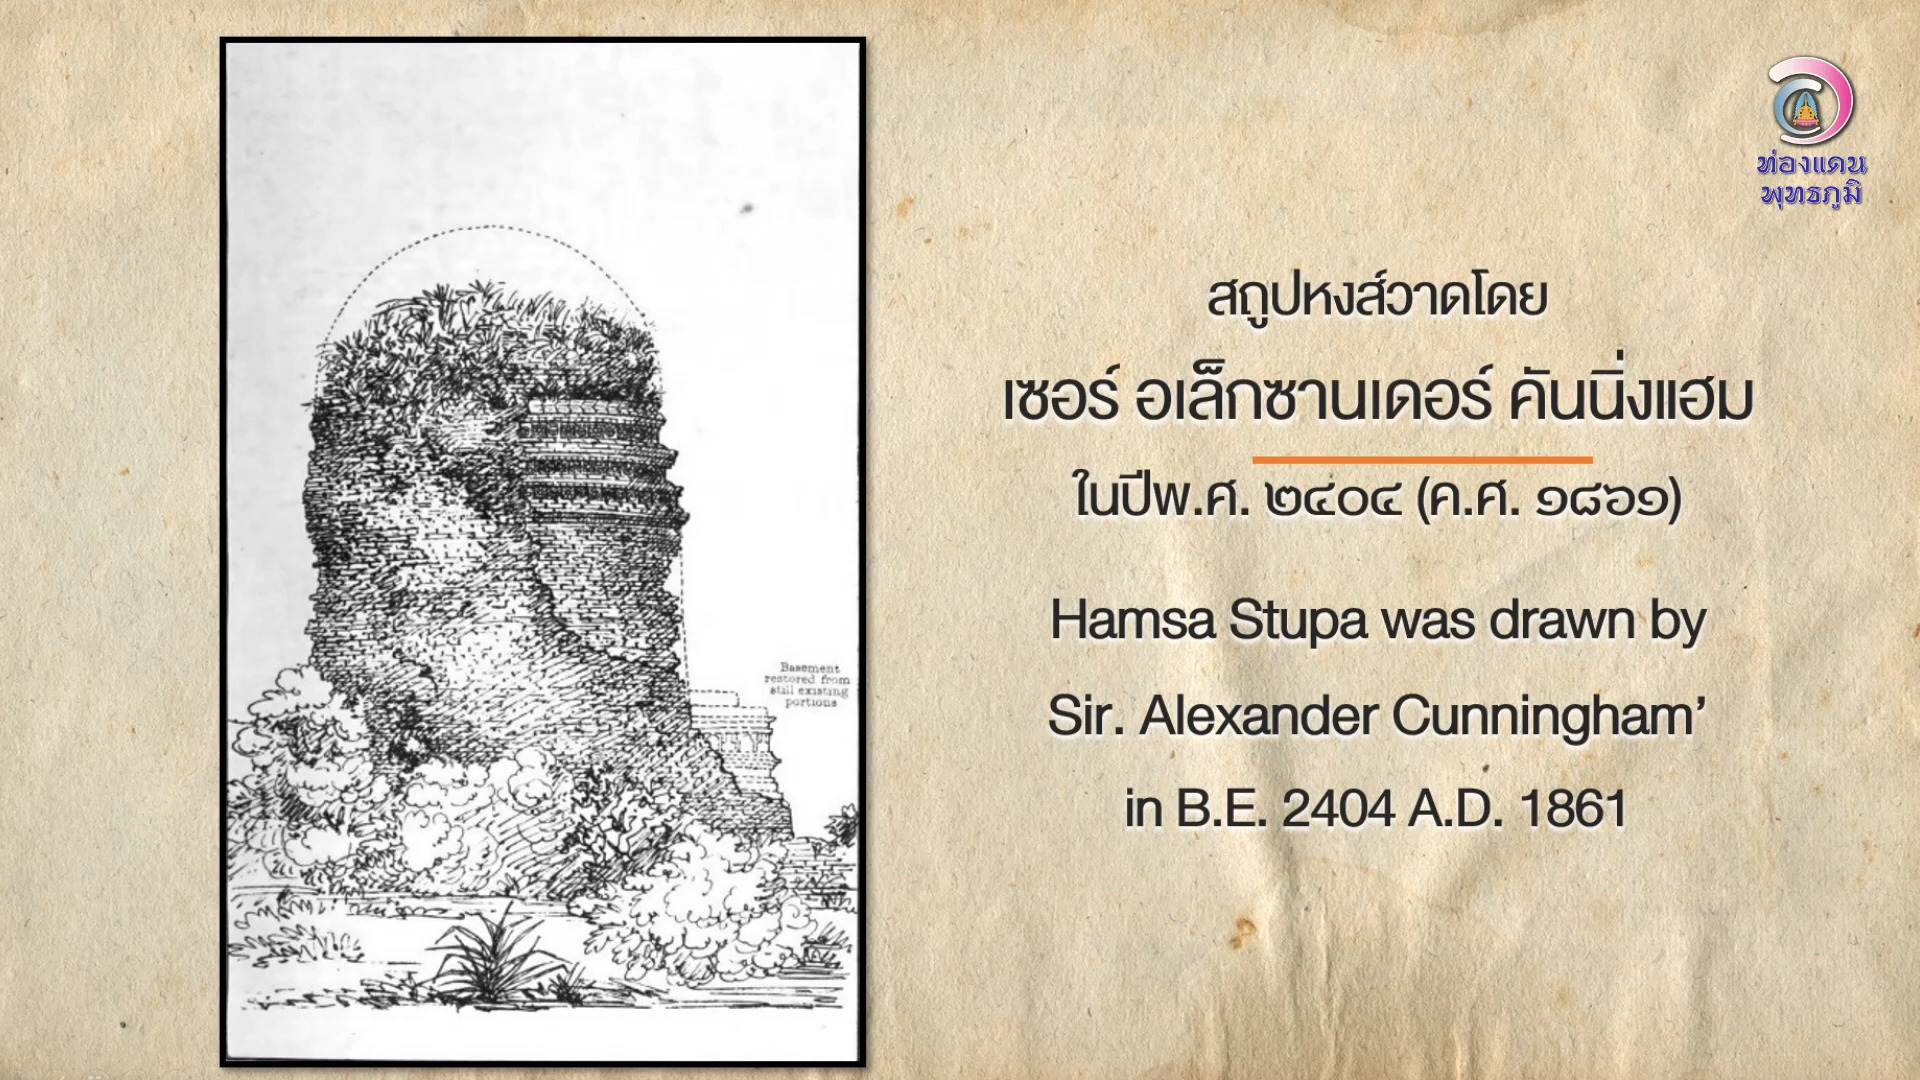 ท่องแดน
พุทธภูมิ
สถูปหงส์วาดโดย
เซอร์ อเล็กซานเดอร์ คันนิ่งแฮม
ในปีพ.ศ. ๒๔๐๔ (ค.ศ. ๑๘๖๑)
Hamsa Stupa was drawn by
Sir. Alexander Cunningham’
in B.E. 2404 A.D. 1861
Basement
restored from
still existing
portions